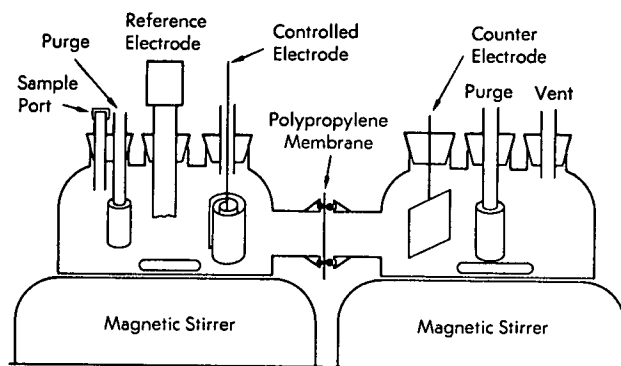 Reference
Electrode
Controlled
Electrode
Purge
Sample
Port
Counter
Electrode
Polypropylene
Membrane
Purge
Vent
Magnetic Stirrer
Magnetic Stirrer